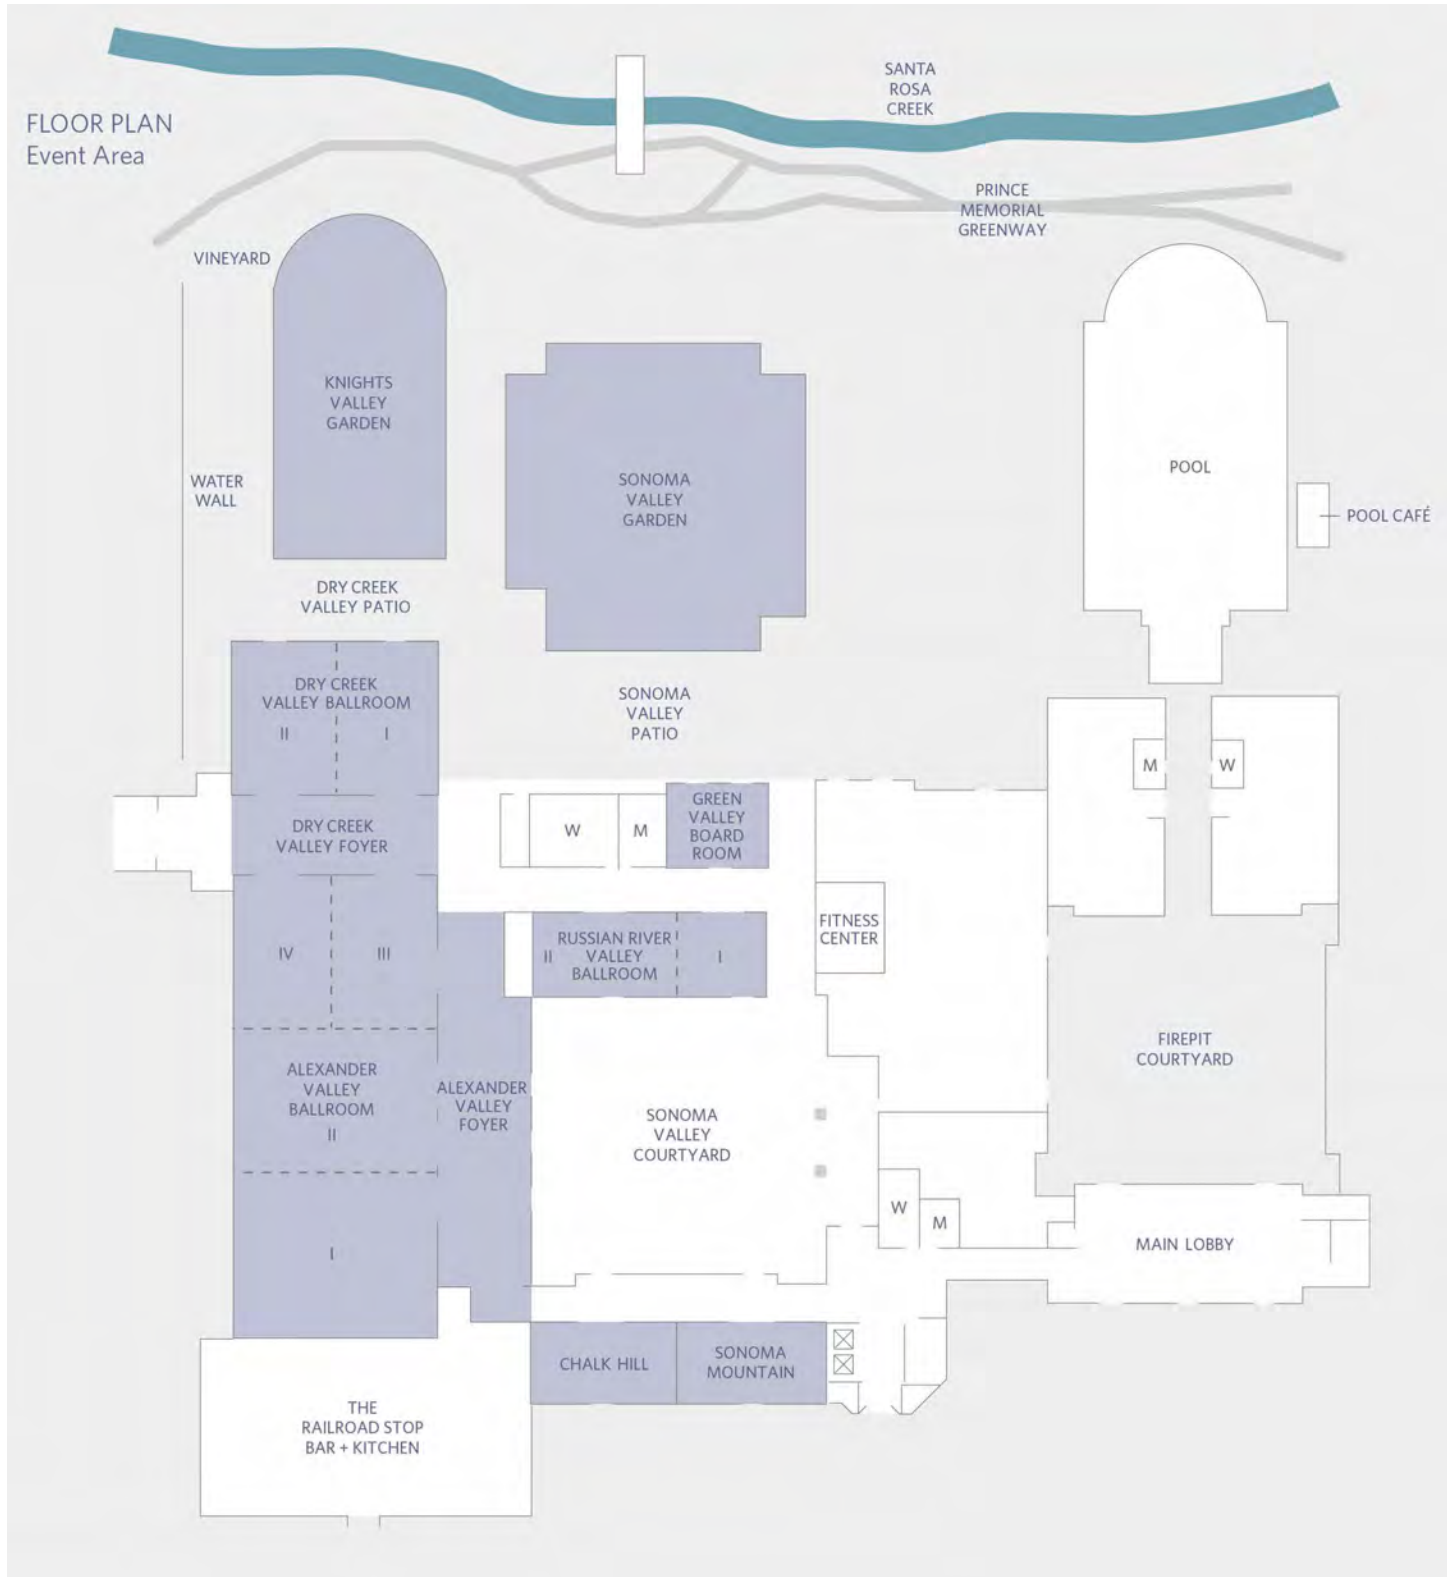 FLOOR PLAN
Event Area
SANTA
ROSA
CREEK
PRINCE
MEMORIAL
GREENWAY
VINEYARD
KNIGHTS
VALLEY
GARDEN
WATER
WALL
SONOMA
VALLEY
GARDEN
POOL
POOL CAFÉ
DRY CREEK
VALLEY PATIO
DRY CREEK
VALLEY BALLROOM
II
I
SONOMA
VALLEY
PATIO
M
W
DRY CREEK
VALLEY FOYER
W
M
GREEN
VALLEY
BOARD
ROOM
IV
III
RUSSIAN RIVER
VALLEY
BALLROOM
II
I
FITNESS
CENTER
FIREPIT
COURTYARD
ALEXANDER
VALLEY
BALLROOM
II
ALEXANDER
VALLEY
FOYER
SONOMA
VALLEY
COURTYARD
W
M
I
MAIN LOBBY
CHALK HILL
SONOMA
MOUNTAIN
THE
RAILROAD STOP
BAR + KITCHEN